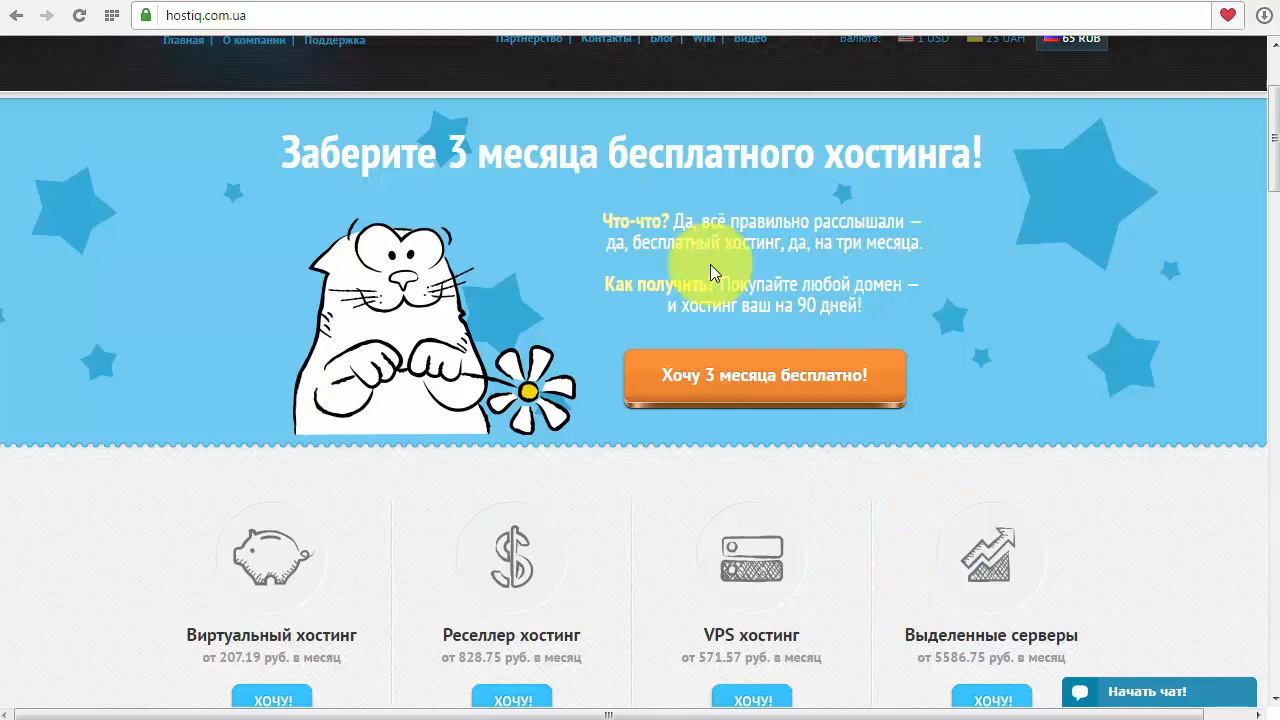 hostiq.com.ua
Главная | О компании | Поддержка
Партнерство | Контакты | Блог | Wiki | Видео
Валюта: 1 USD 25 UAH 65 RUB
Заберите 3 месяца бесплатного хостинга!
Что-что? Да, всё правильно расслышали —
да, бесплатный хостинг, да, на три месяца.
Как получить? Покупайте любой домен —
и хостинг ваш на 90 дней!
Хочу 3 месяца бесплатно!
Виртуальный хостинг
от 207.19 руб. в месяц
ХОЧУ!
Реселлер хостинг
от 828.75 руб. в месяц
ХОЧУ!
VPS хостинг
от 571.57 руб. в месяц
ХОЧУ!
Выделенные серверы
от 5586.75 руб. в месяц
ХОЧУ!
Начать чат!